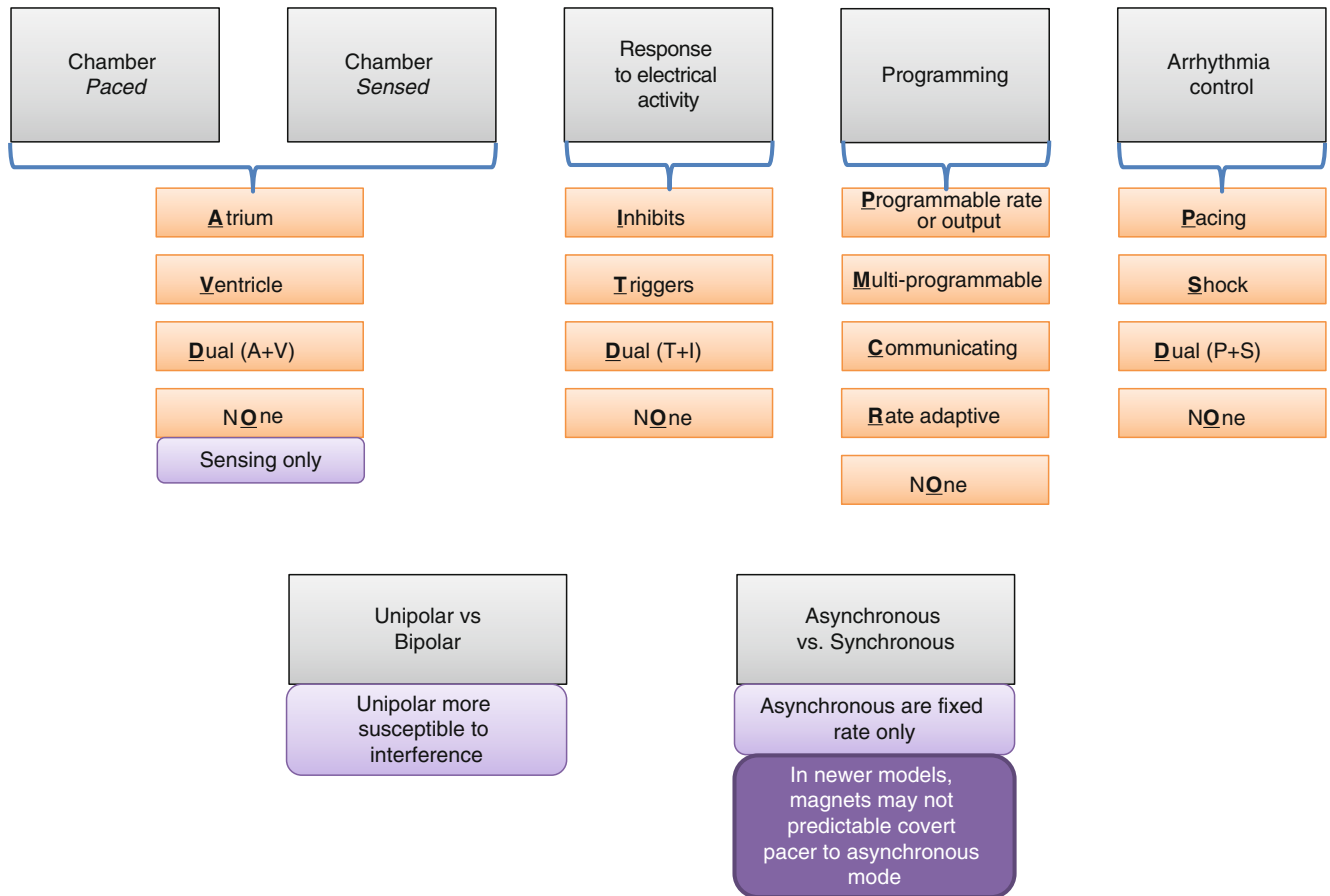 Chamber
Paced
Chamber
Sensed
Response
to electrical
activity
Programming
Arrhythmia
control
Atrium
Ventricle
Dual (A+V)
NOne
Sensing only
Inhibits
Triggers
Dual (T+I)
NOne
Programmable rate
or output
Multi-programmable
Communicating
Rate adaptive
NOne
Pacing
Shock
Dual (P+S)
NOne
Unipolar vs
Bipolar
Unipolar more
susceptible to
interference
Asynchronous
vs. Synchronous
Asynchronous are fixed
rate only
In newer models,
magnets may not
predictable covert
pacer to asynchronous
mode